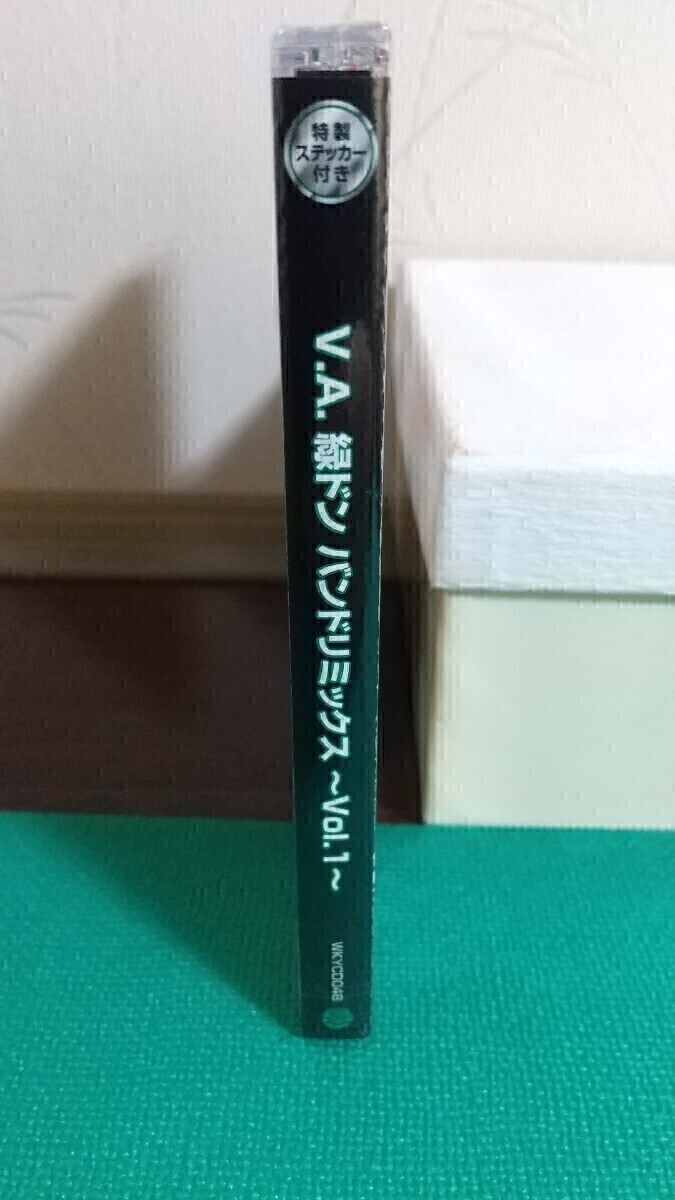 特製
ステッカー
付き
V.A. 緑ドン バンドリミックス ~Vol.1~
WKYCD048